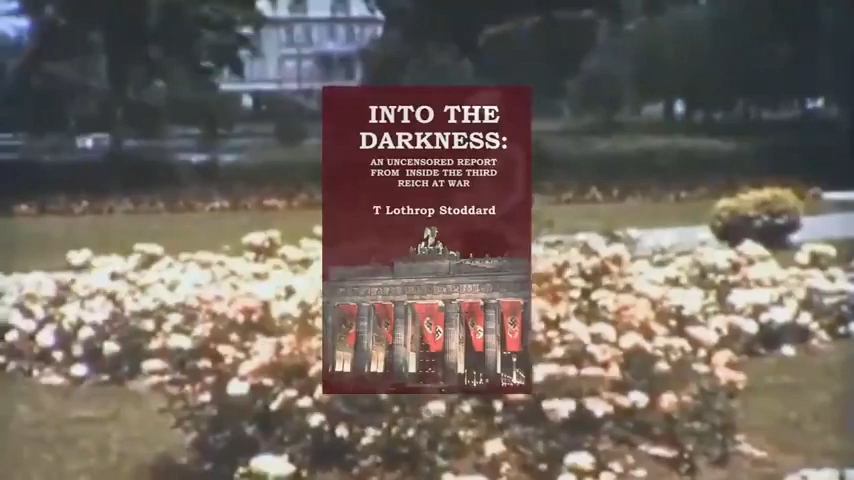 INTO THE
DARKNESS:
AN UNCENSORED REPORT
FROM INSIDE THE THIRD
REICH AT WAR
T Lothrop Stoddard